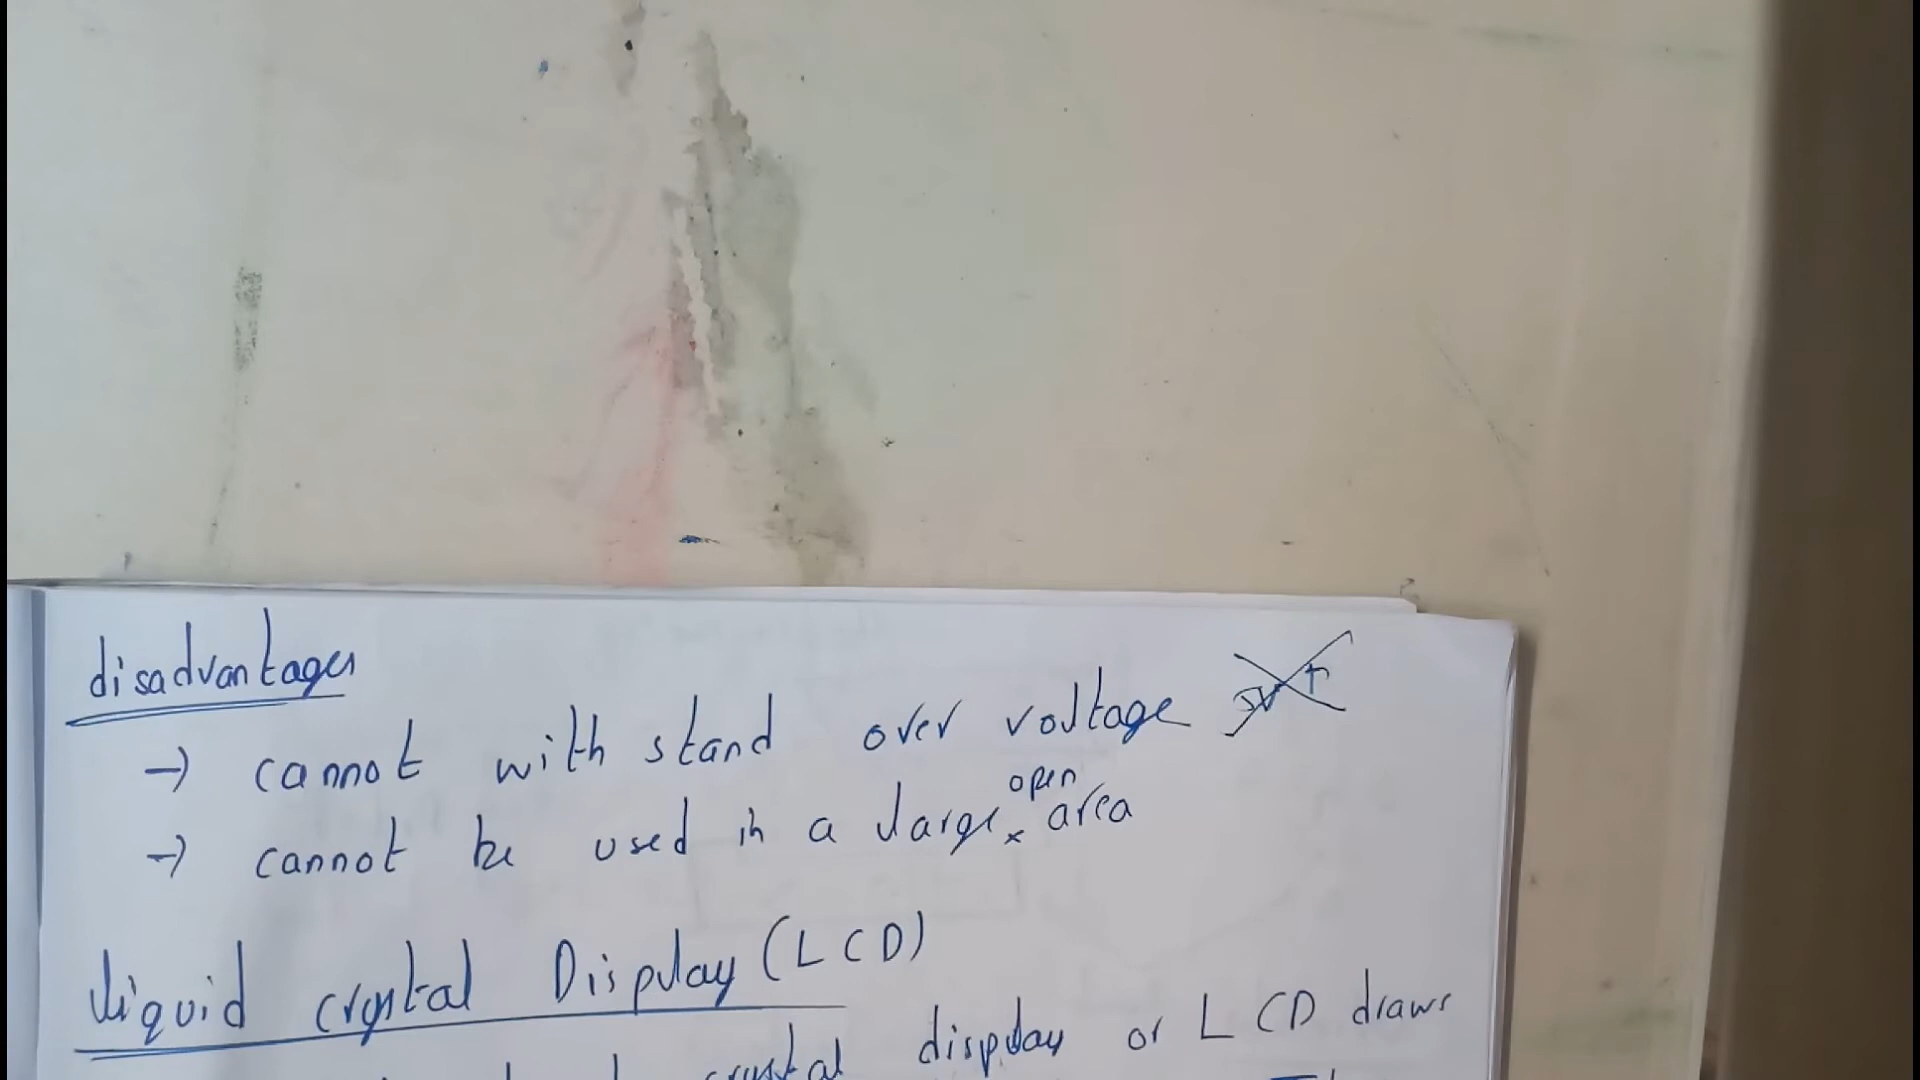 disadvantages
→ cannot with stand over voltage
→ cannot be used in a large open area
liquid crystal Display (LCD)
crystal display or LCD draws